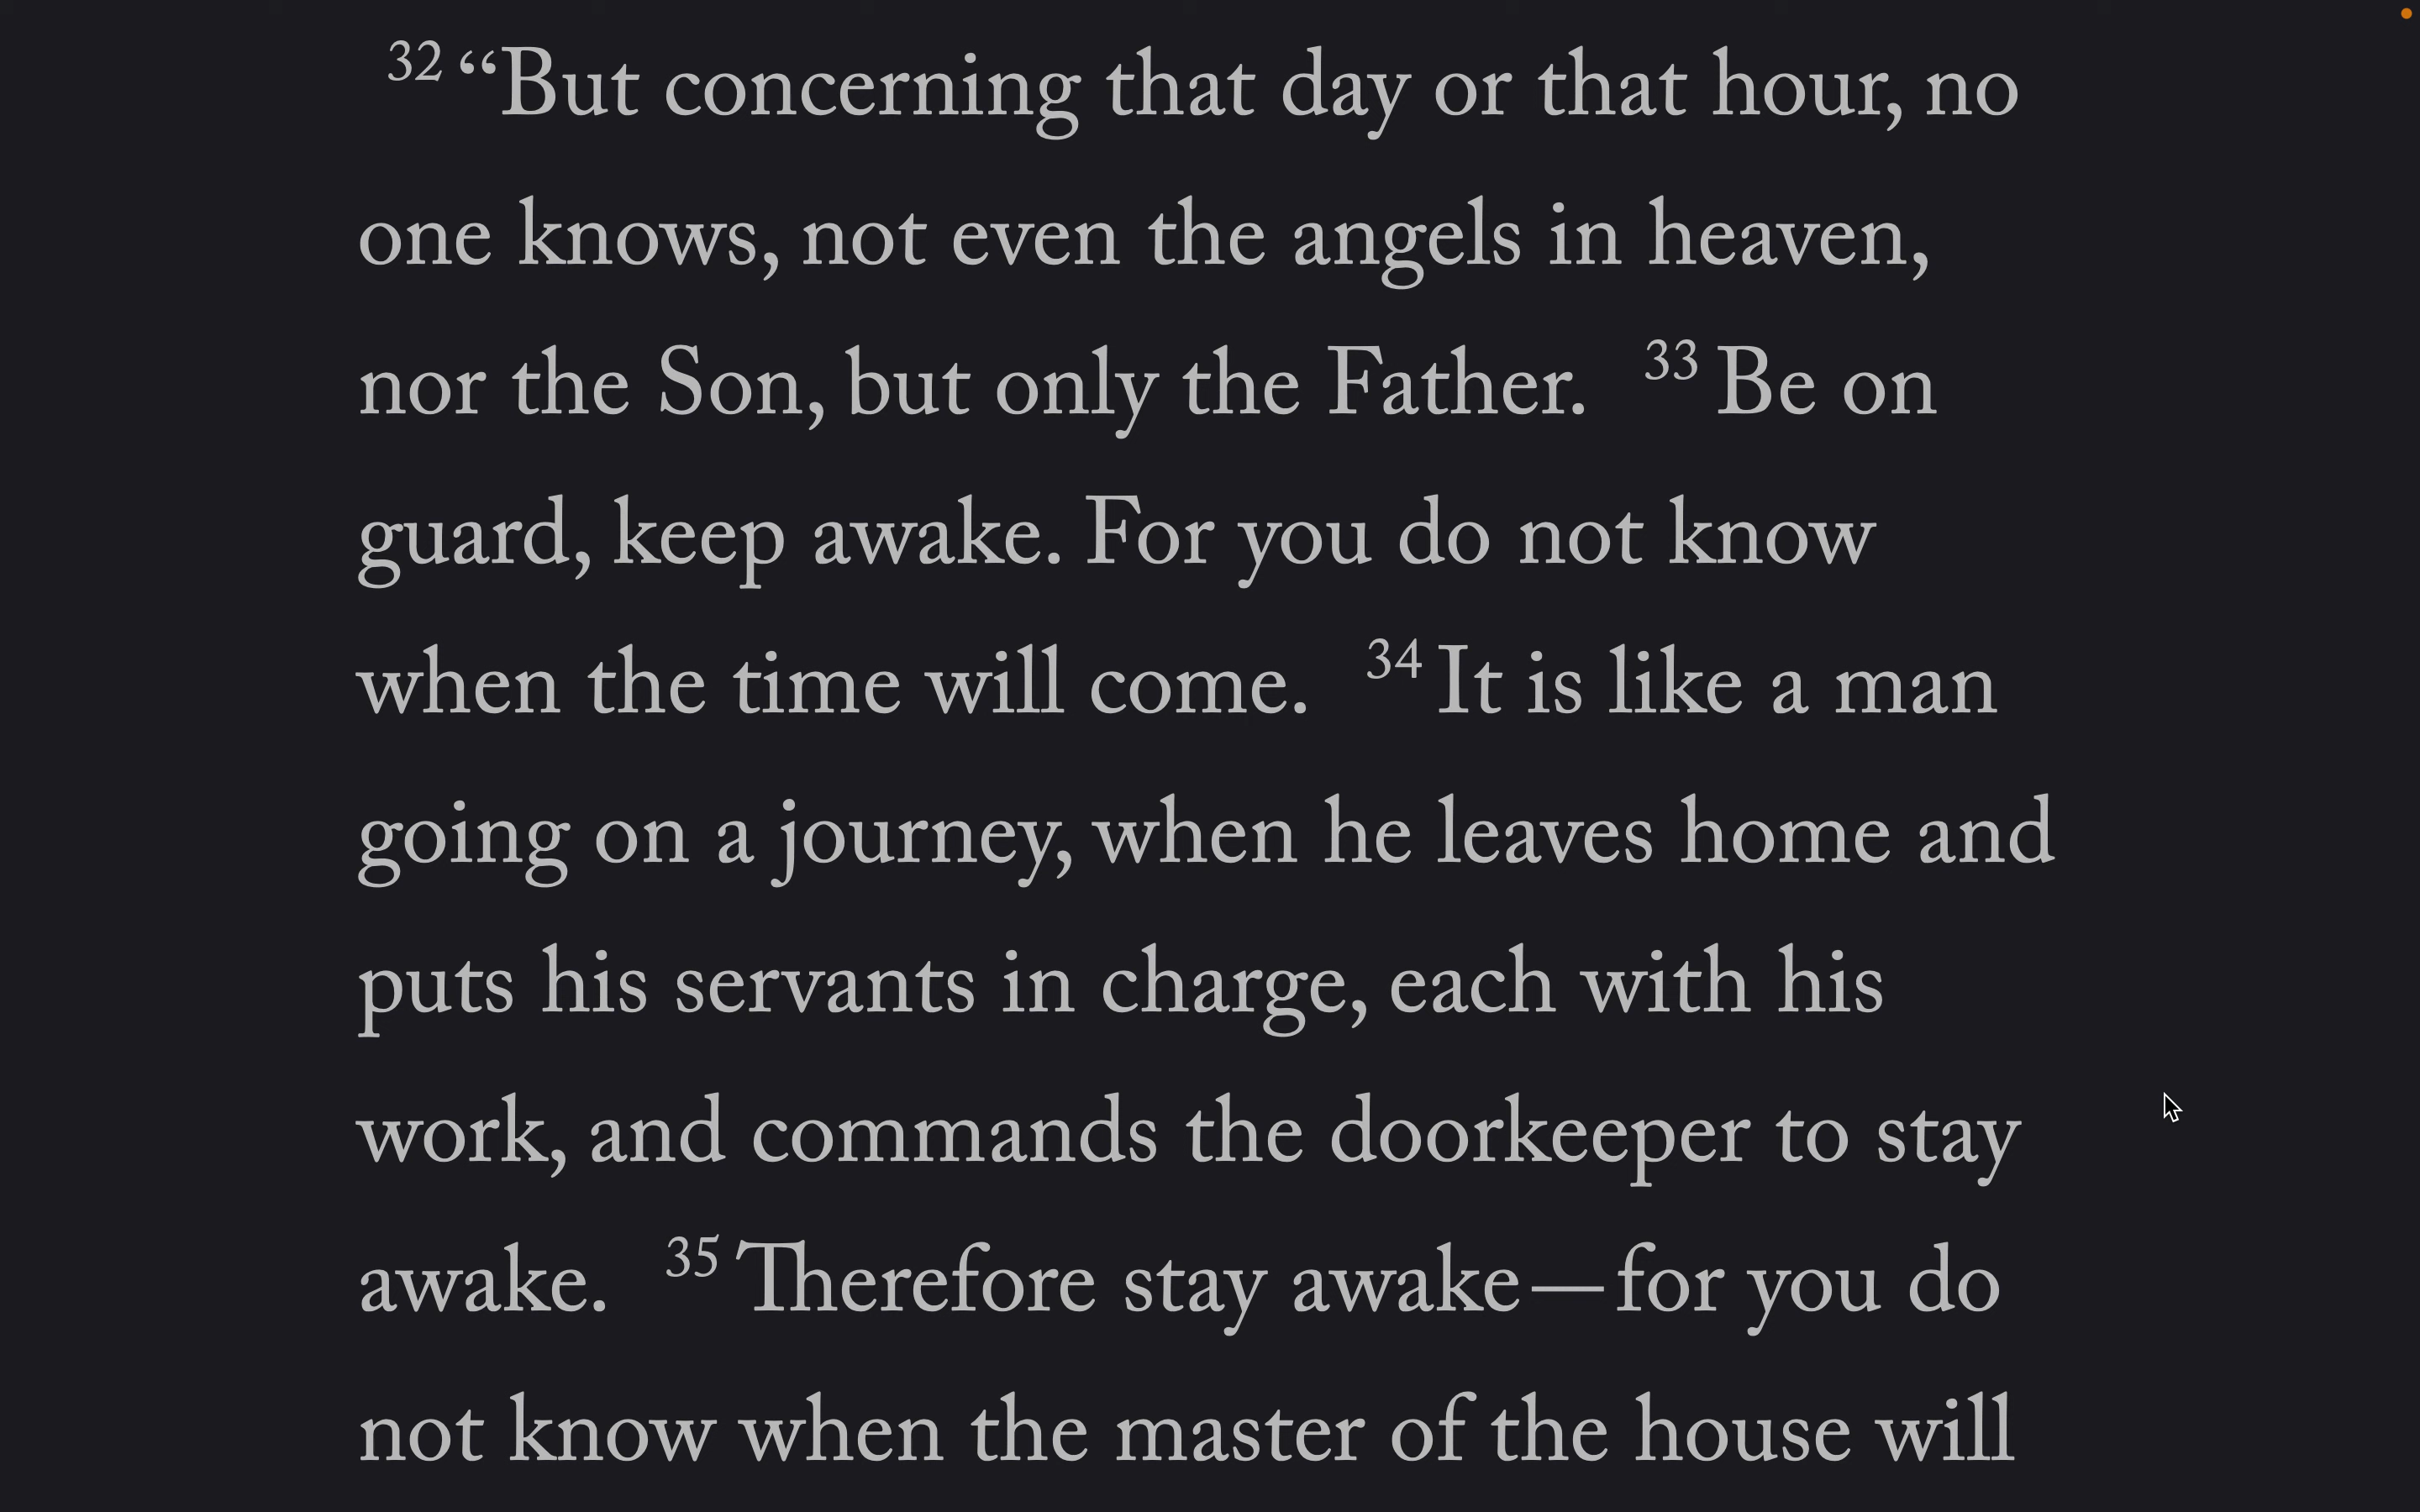 32 “But concerning that day or that hour, no
one knows, not even the angels in heaven,
nor the Son, but only the Father. 33 Be on
guard, keep awake. For you do not know
when the time will come. 34 It is like a man
going on a journey, when he leaves home and
puts his servants in charge, each with his
work, and commands the doorkeeper to stay
awake. 35 Therefore stay awake—for you do
not know when the master of the house will